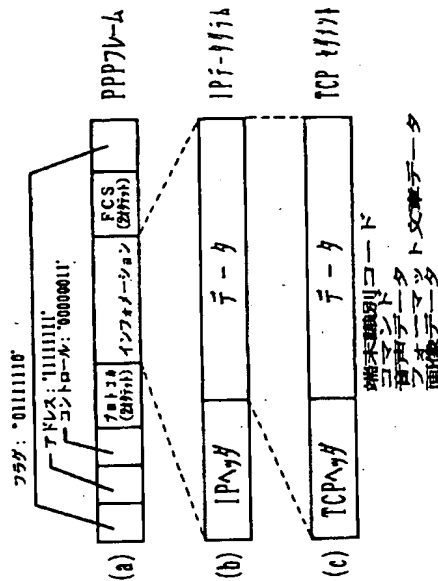 フラグ: "01111110"
アドレス: "11111111"
コントロール: "00000011"
(a)
プロトコル
(2オクテット)
インフォメーション
FCS
(2オクテット)
PPPフレーム
(b)
IPヘッダ
データ
IPデータグラム
(c)
TCPヘッダ
データ
TCP セグメント
端末識別コード
コマンド
音声データ
フォーマット文章データ
画像データ